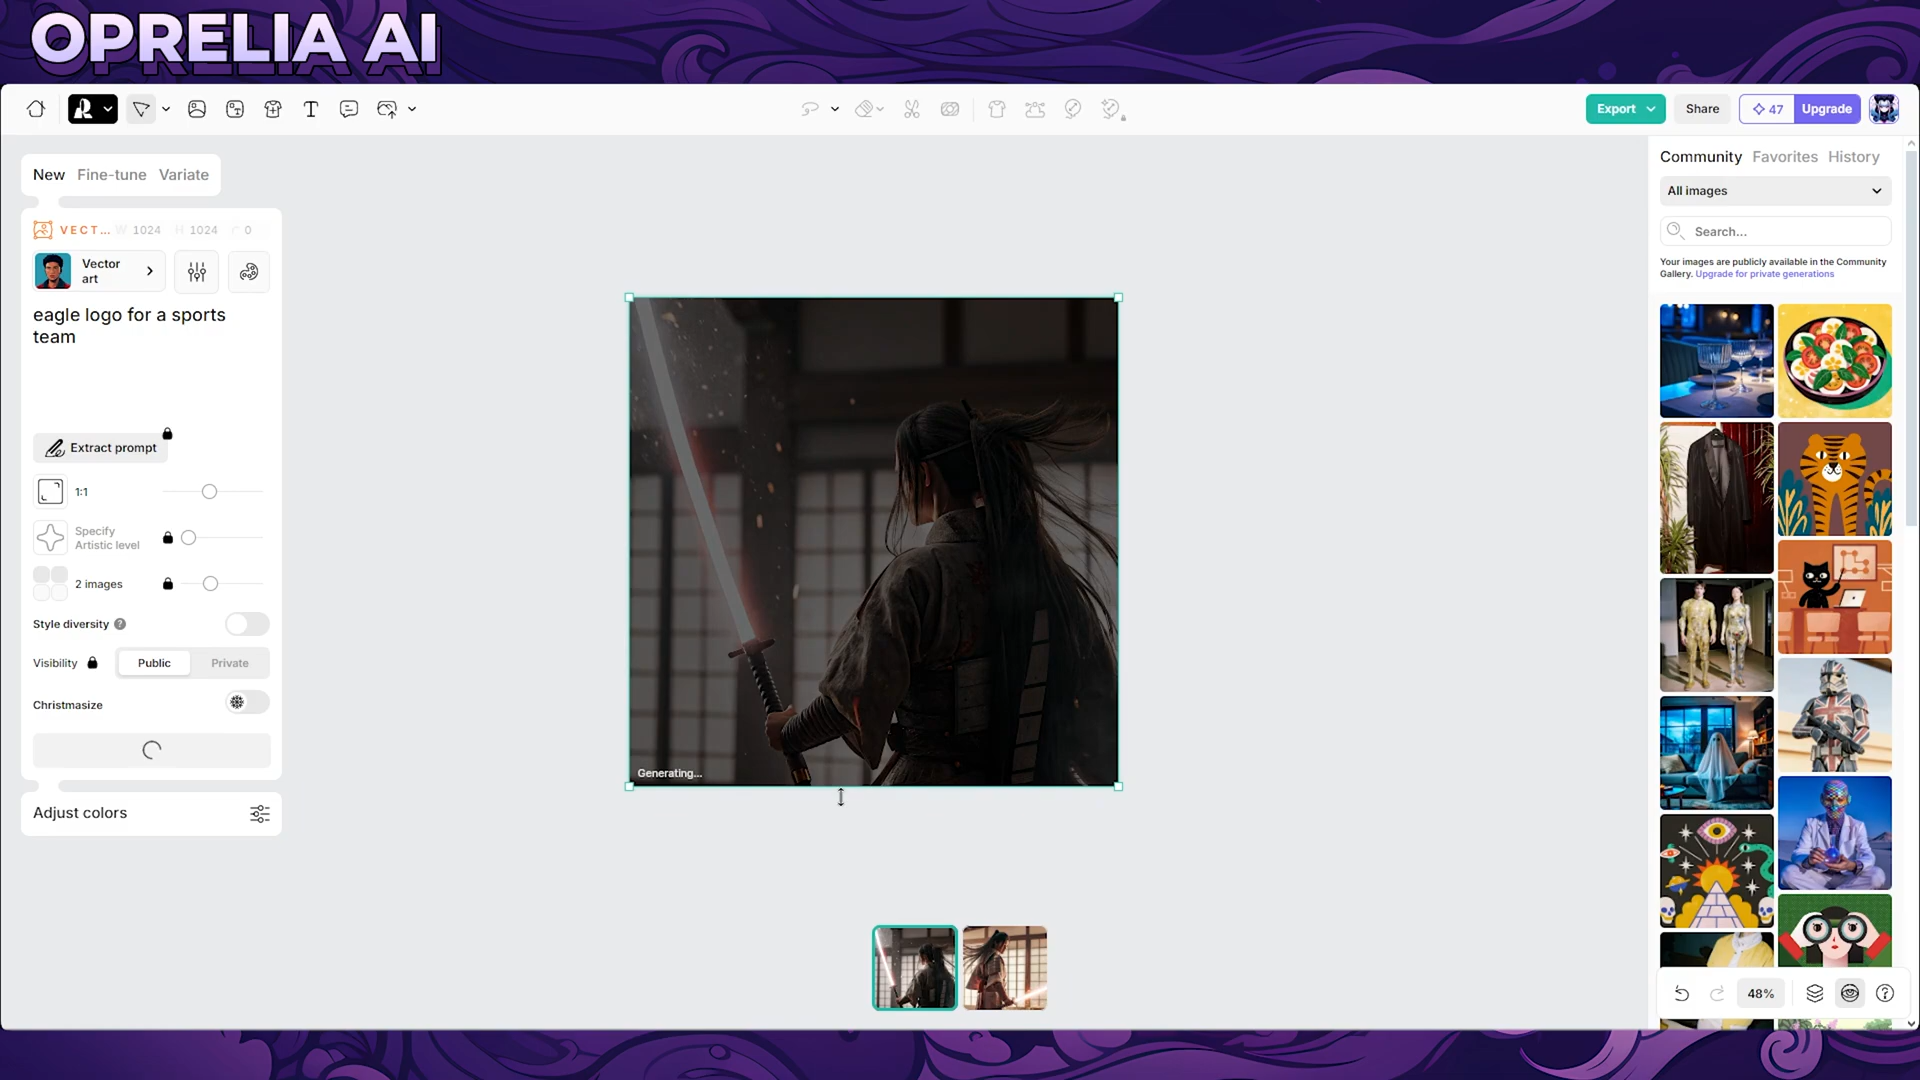 OPRELIA AI
Export
Share
47
Upgrade
New
Fine-tune
Variate
VECT...
W 1024
H 1024
0
Vector
art
eagle logo for a sports
team
Extract prompt
1:1
Specify
Artistic level
2 images
Style diversity ?
Visibility
Public
Private
Christmasize
Adjust colors
Generating...
Community
Favorites
History
All images
Search...
Your images are publicly available in the Community
Gallery. Upgrade for private generations
48%